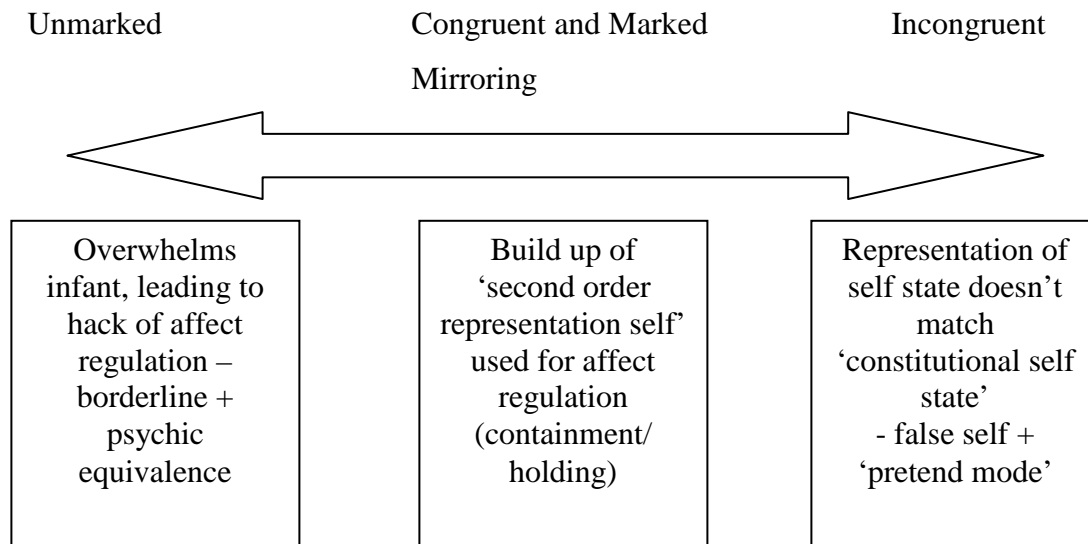 Unmarked
Congruent and Marked
Mirroring
Incongruent
Overwhelms
infant, leading to
hack of affect
regulation –
borderline +
psychic
equivalence
Build up of
‘second order
representation self’
used for affect
regulation
(containment/
holding)
Representation of
self state doesn’t
match
‘constitutional self
state’
- false self +
‘pretend mode’